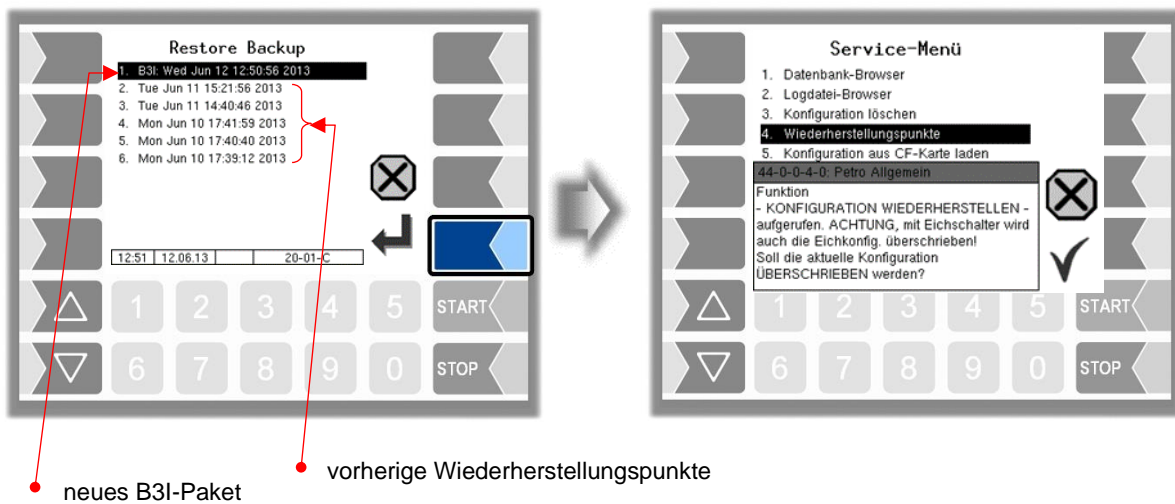 Restore Backup
1. B3I: Wed Jun 12 12:50:56 2013
2. Tue Jun 11 15:21:56 2013
3. Tue Jun 11 14:40:46 2013
4. Mon Jun 10 17:41:59 2013
5. Mon Jun 10 17:40:40 2013
6. Mon Jun 10 17:39:12 2013
12:51 12.06.13 20-01-C
1 2 3 4 5 START
6 7 8 9 0 STOP
Service-Menü
1. Datenbank-Browser
2. Logdatei-Browser
3. Konfiguration löschen
4. Wiederherstellungspunkte
5. Konfiguration aus CF-Karte laden
44-0-0-4-0: Petro Allgemein
Funktion
- KONFIGURATION WIEDERHERSTELLEN -
aufgerufen. ACHTUNG, mit Eichschalter wird
auch die Eichkonfig. überschrieben!
Soll die aktuelle Konfiguration
ÜBERSCHRIEBEN werden?
1 2 3 4 5 START
6 7 8 9 0 STOP
vorherige Wiederherstellungspunkte
neues B3I-Paket